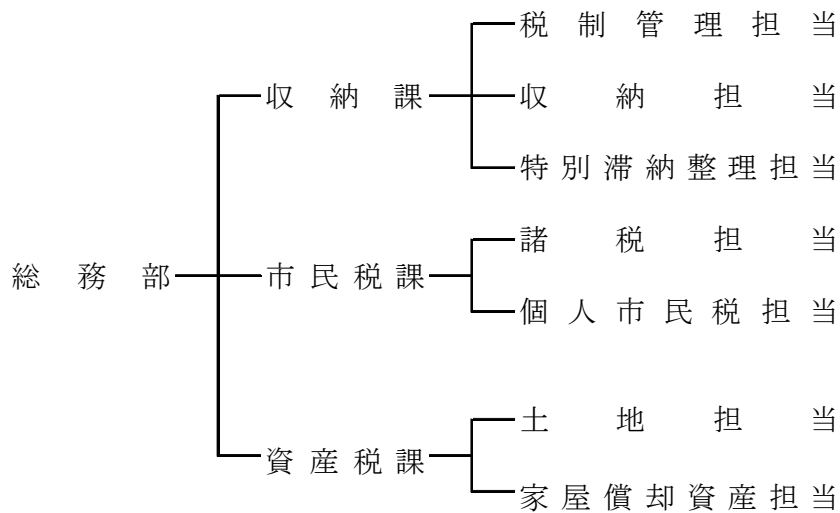 税制管理担当
収納課
収納担当
特別滞納整理担当
諸税担当
総務部
市民税課
個人市民税担当
土地担当
資産税課
家屋償却資産担当